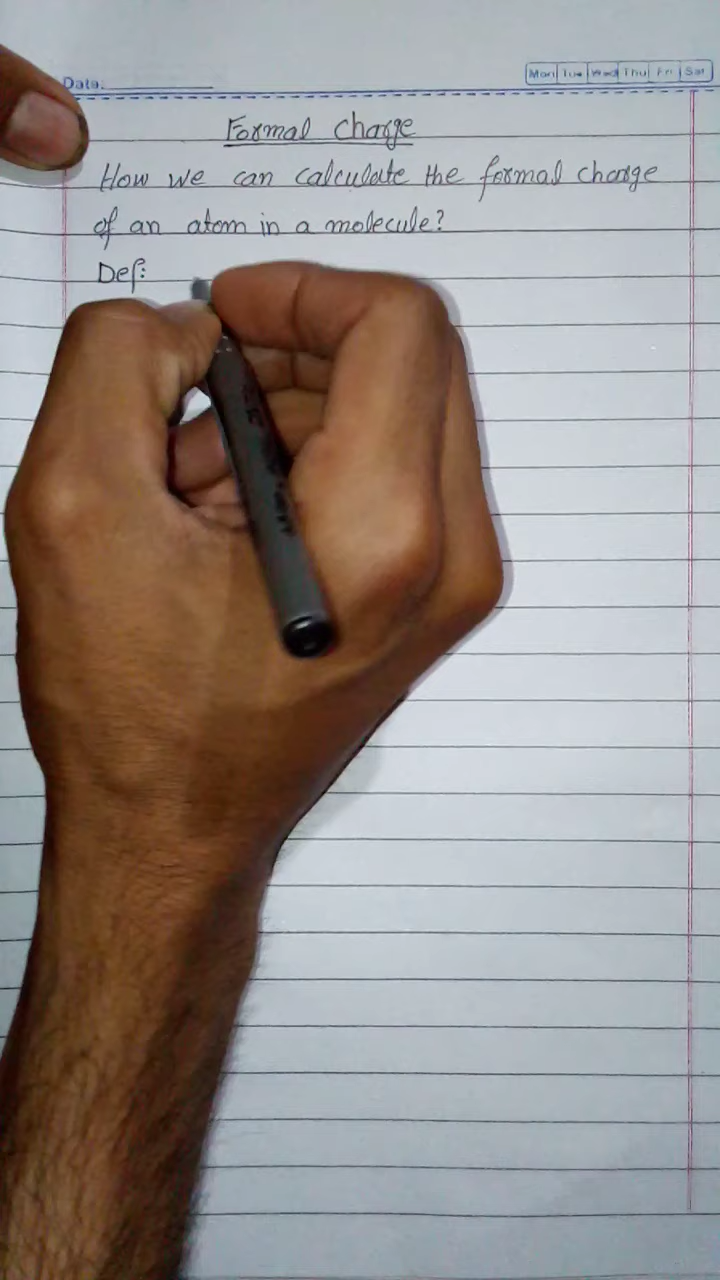 Date:
Mon Tue Wed Thu Fri Sat
Formal charge
How we can calculate the formal charge
of an atom in a molecule?
Def: